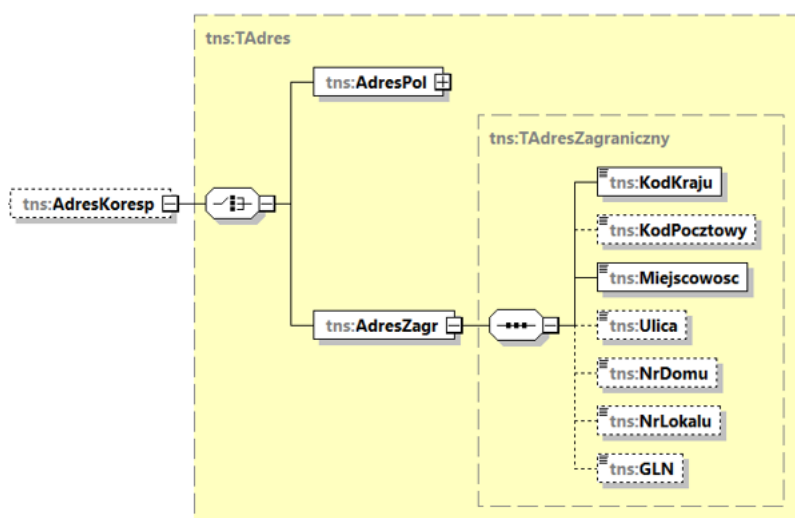 tns:TAdres
tns:AdresPol
tns:TAdresZagraniczny
tns:KodKraju
tns:AdresKoresp
tns:KodPocztowy
tns:Miejscowosc
tns:AdresZagr
tns:Ulica
tns:NrDomu
tns:NrLokalu
tns:GLN